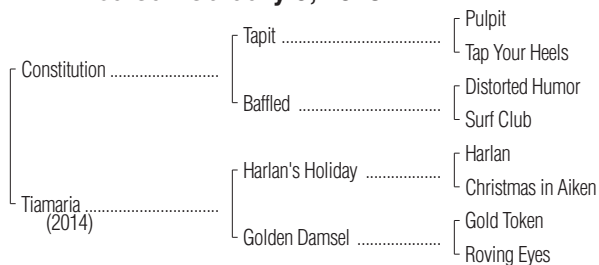 Tapit
Pulpit
Tap Your Heels
Constitution
Baffled
Distorted Humor
Surf Club
Harlan's Holiday
Harlan
Christmas in Aiken
Tiamaria
(2014)
Golden Damsel
Gold Token
Roving Eyes